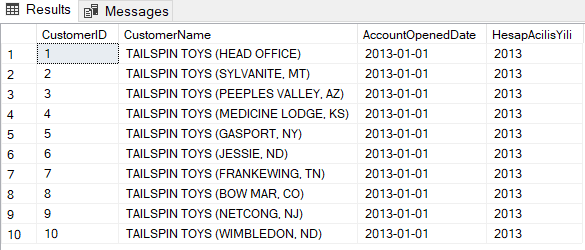 Results Messages
CustomerID CustomerName AccountOpenedDate HesapAcilisYili
1 1 TAILSPIN TOYS (HEAD OFFICE) 2013-01-01 2013
2 2 TAILSPIN TOYS (SYLVANITE, MT) 2013-01-01 2013
3 3 TAILSPIN TOYS (PEEPLES VALLEY, AZ) 2013-01-01 2013
4 4 TAILSPIN TOYS (MEDICINE LODGE, KS) 2013-01-01 2013
5 5 TAILSPIN TOYS (GASPORT, NY) 2013-01-01 2013
6 6 TAILSPIN TOYS (JESSIE, ND) 2013-01-01 2013
7 7 TAILSPIN TOYS (FRANKEWING, TN) 2013-01-01 2013
8 8 TAILSPIN TOYS (BOW MAR, CO) 2013-01-01 2013
9 9 TAILSPIN TOYS (NETCONG, NJ) 2013-01-01 2013
10 10 TAILSPIN TOYS (WIMBLEDON, ND) 2013-01-01 2013